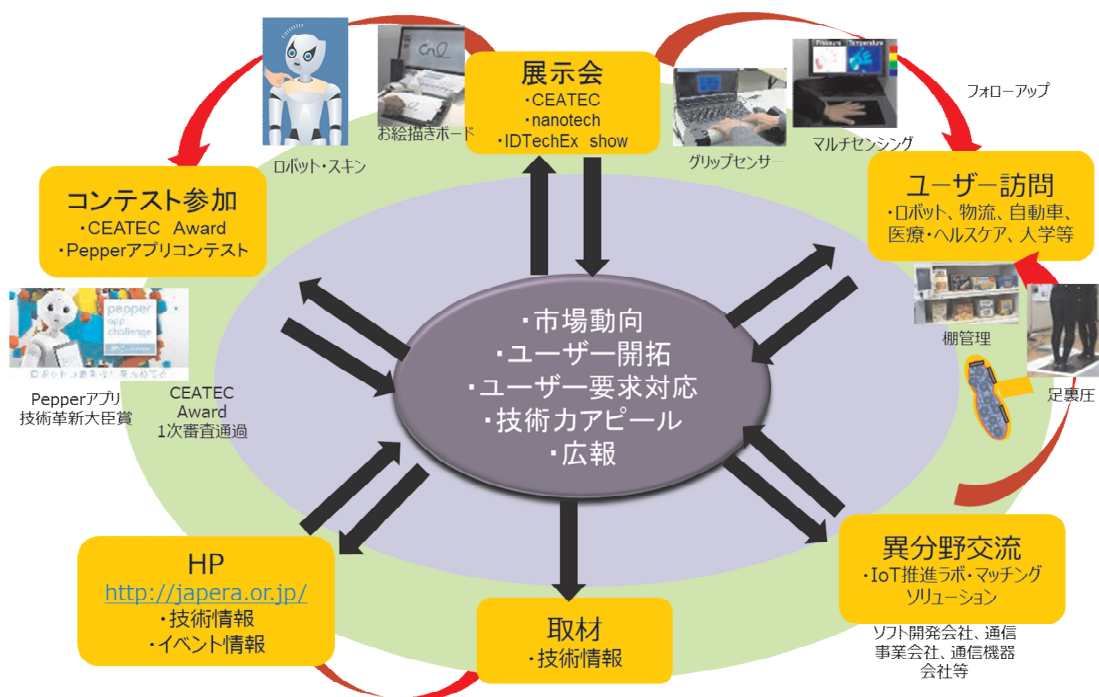 展示会
・CEATEC
・nanotech
・IDTechEx show
お絵描きボード
ロボット・スキン
グリップセンサー
Pressure Temperature
マルチセンシング
フォローアップ
コンテスト参加
・CEATEC Award
・Pepperアプリコンテスト
ユーザー訪問
・ロボット、物流、自動車、
医療・ヘルスケア、大学等
pepper
app
challenge
Pepperアプリ
技術革新大臣賞
CEATEC
Award
1次審査通過
棚管理
足裏圧
・市場動向
・ユーザー開拓
・ユーザー要求対応
・技術力アピール
・広報
HP
http://japera.or.jp/
・技術情報
・イベント情報
取材
・技術情報
異分野交流
・IoT推進ラボ・マッチング
ソリューション
ソフト開発会社、通信
事業会社、通信機器
会社等